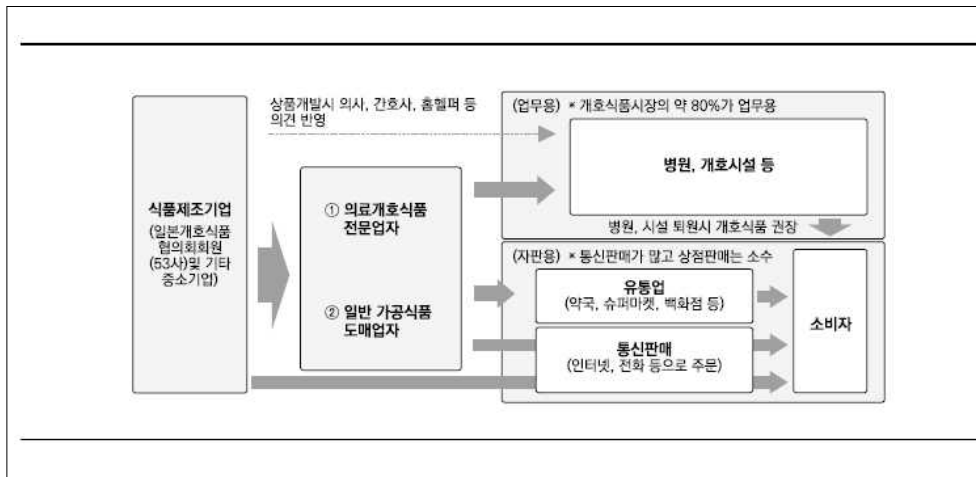 상품개발시 의사, 간호사, 홈헬퍼 등
의견 반영
식품제조기업
(일본개호식품
협의회회원
(53사)및 기타
중소기업)
① 의료개호식품
전문업자
② 일반 가공식품
도매업자
(업무용) * 개호식품시장의 약 80%가 업무용
병원, 개호시설 등
병원, 시설 퇴원시 개호식품 권장
(자판용) * 통신판매가 많고 상점판매는 소수
유통업
(약국, 슈퍼마켓, 백화점 등)
통신판매
(인터넷, 전화 등으로 주문)
소비자